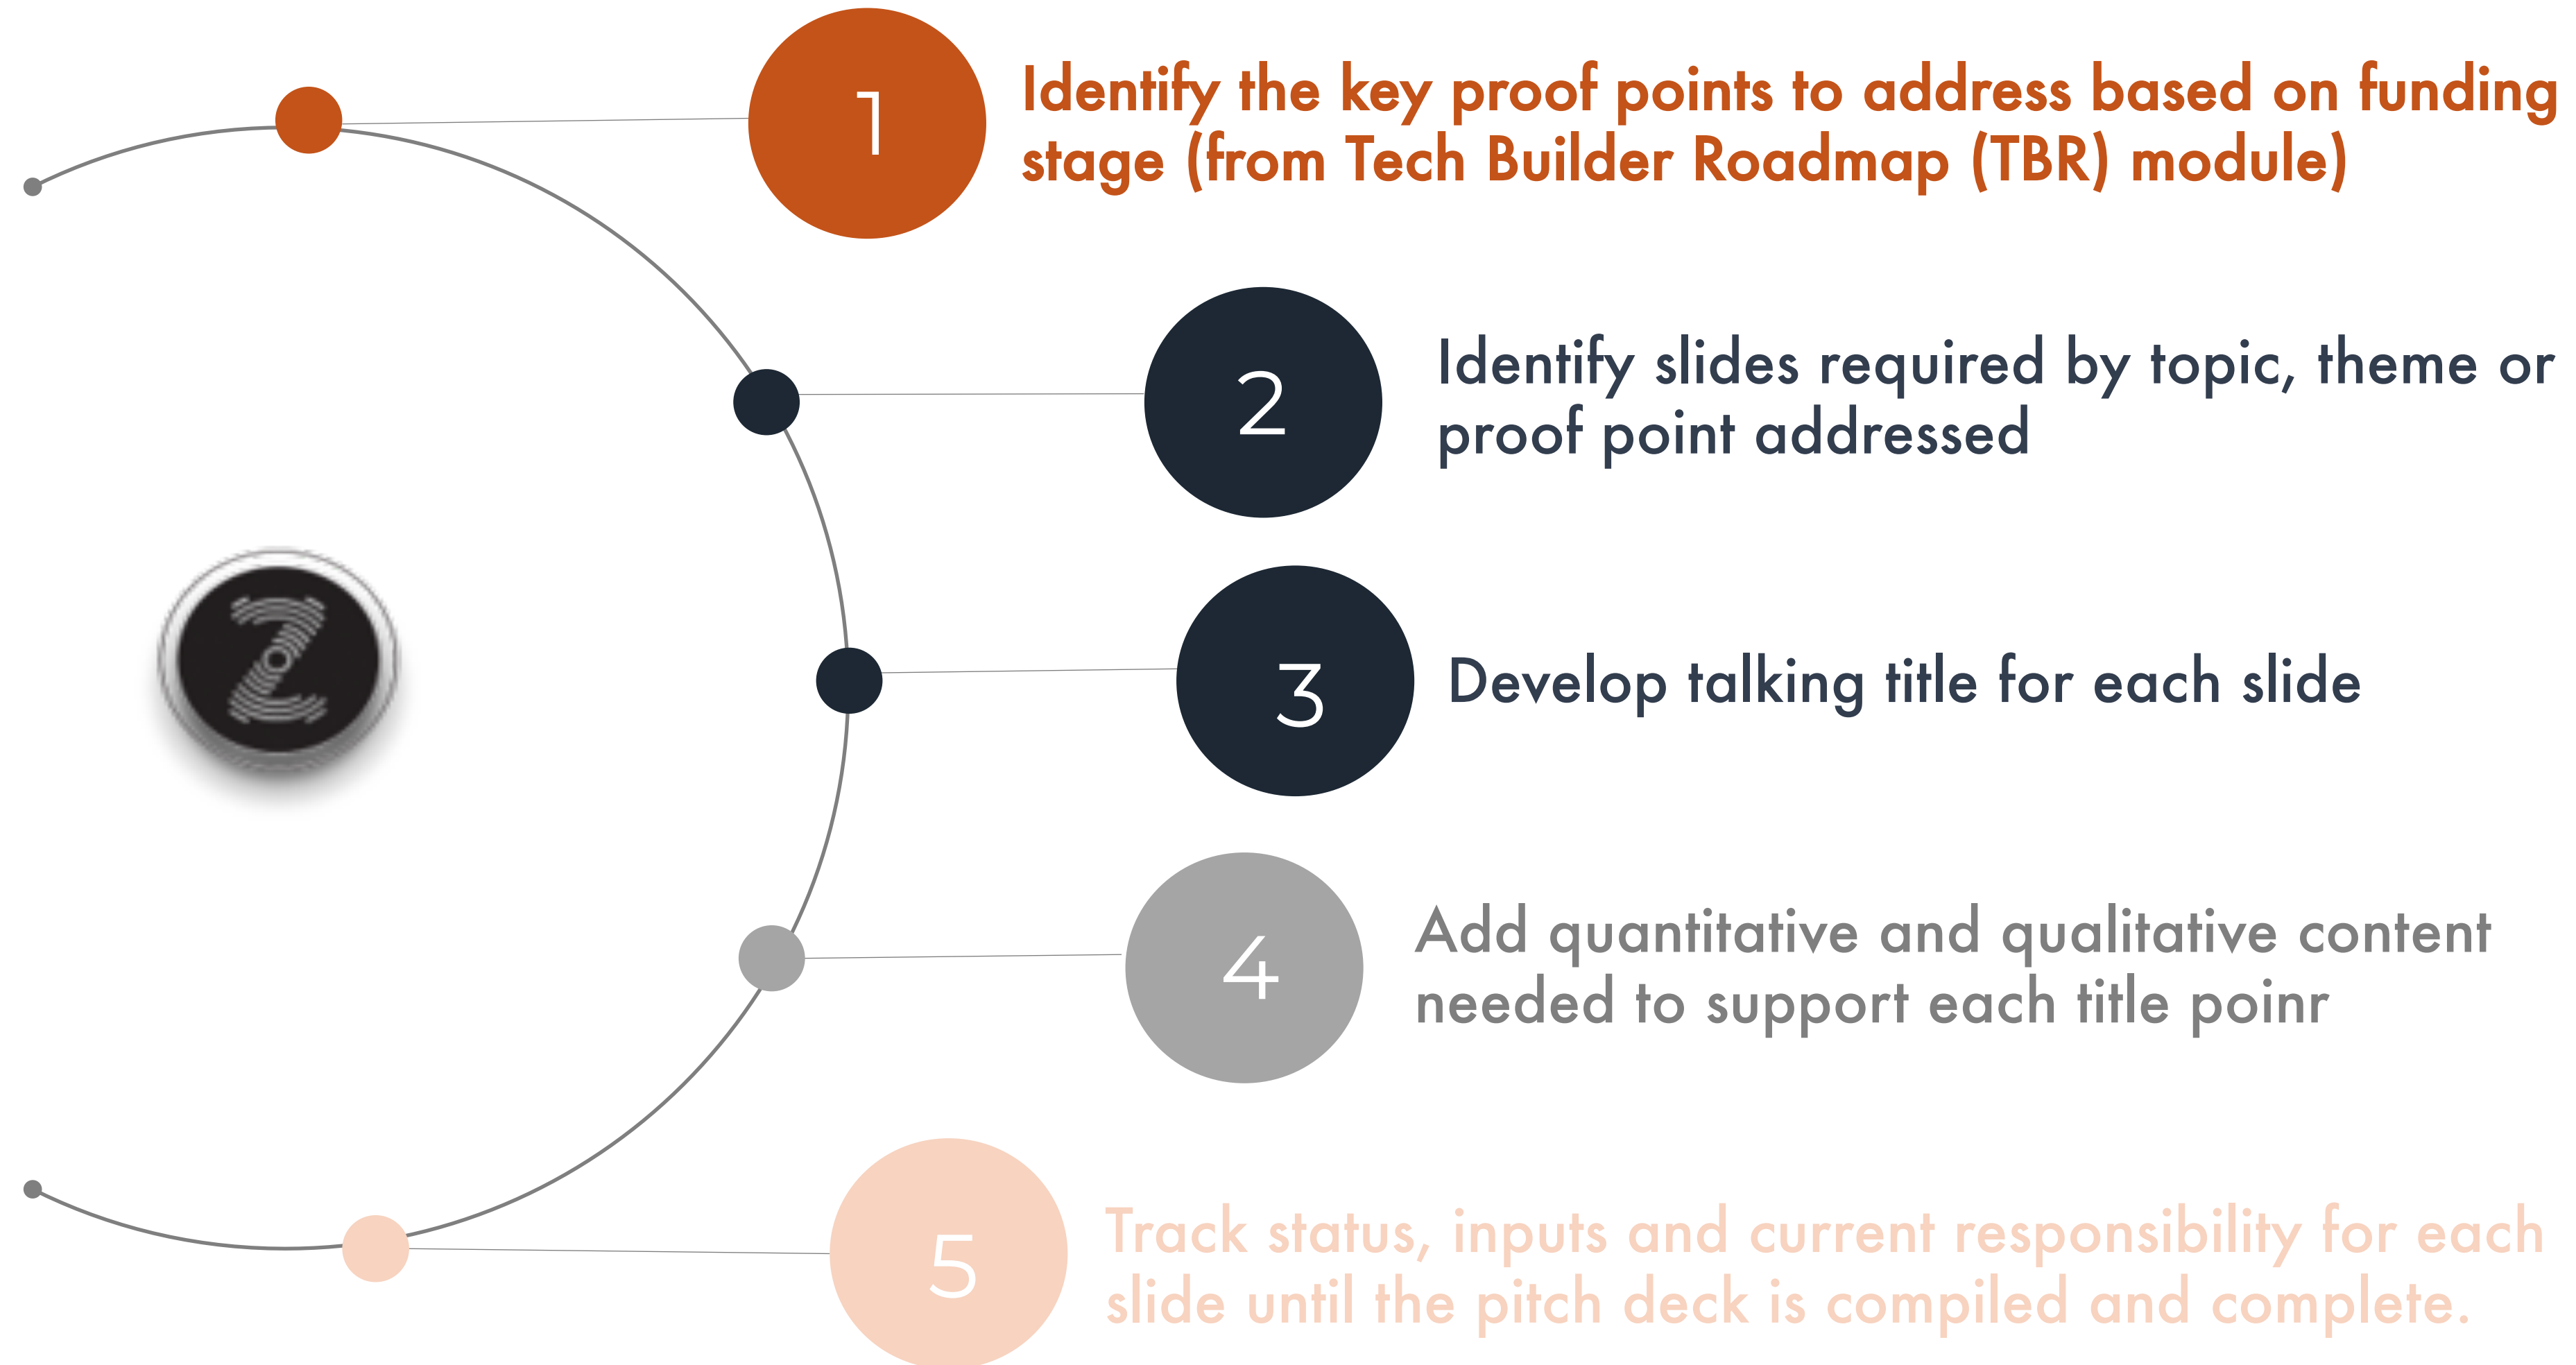 1
Identify the key proof points to address based on funding
stage (from Tech Builder Roadmap (TBR) module)
2
Identify slides required by topic, theme or
proof point addressed
Z
3
Develop talking title for each slide
4
Add quantitative and qualitative content
needed to support each title poinr
5
Track status, inputs and current responsibility for each
slide until the pitch deck is compiled and complete.